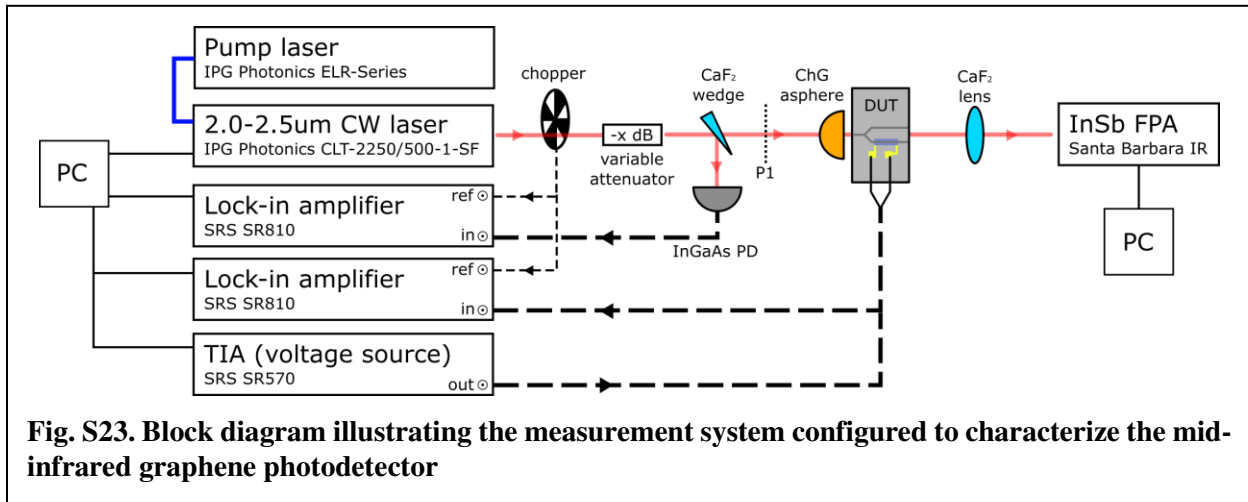 Pump laser
IPG Photonics ELR-Series
2.0-2.5um CW laser
IPG Photonics CLT-2250/500-1-SF
PC
Lock-in amplifier
SRS SR810
ref
in
Lock-in amplifier
SRS SR810
ref
in
TIA (voltage source)
SRS SR570
out
chopper
-x dB
variable
attenuator
CaF₂
wedge
P1
InGaAs PD
ChG
asphere
DUT
CaF₂
lens
InSb FPA
Santa Barbara IR
PC
Fig. S23. Block diagram illustrating the measurement system configured to characterize the mid-
infrared graphene photodetector